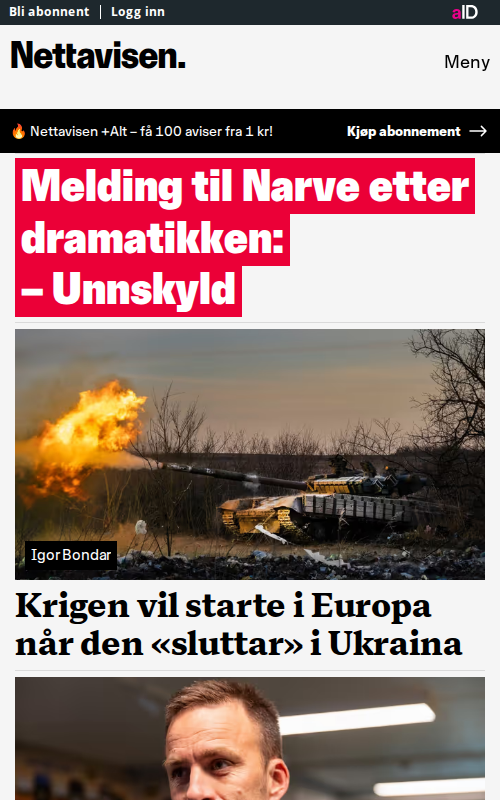 Bli abonnent | Logg inn
aID
Nettavisen.
Meny
🔥 Nettavisen +Alt – få 100 aviser fra 1 kr!
Kjøp abonnement →
Melding til Narve etter
dramatikken:
– Unnskyld
Igor Bondar
Krigen vil starte i Europa
når den «sluttar» i Ukraina